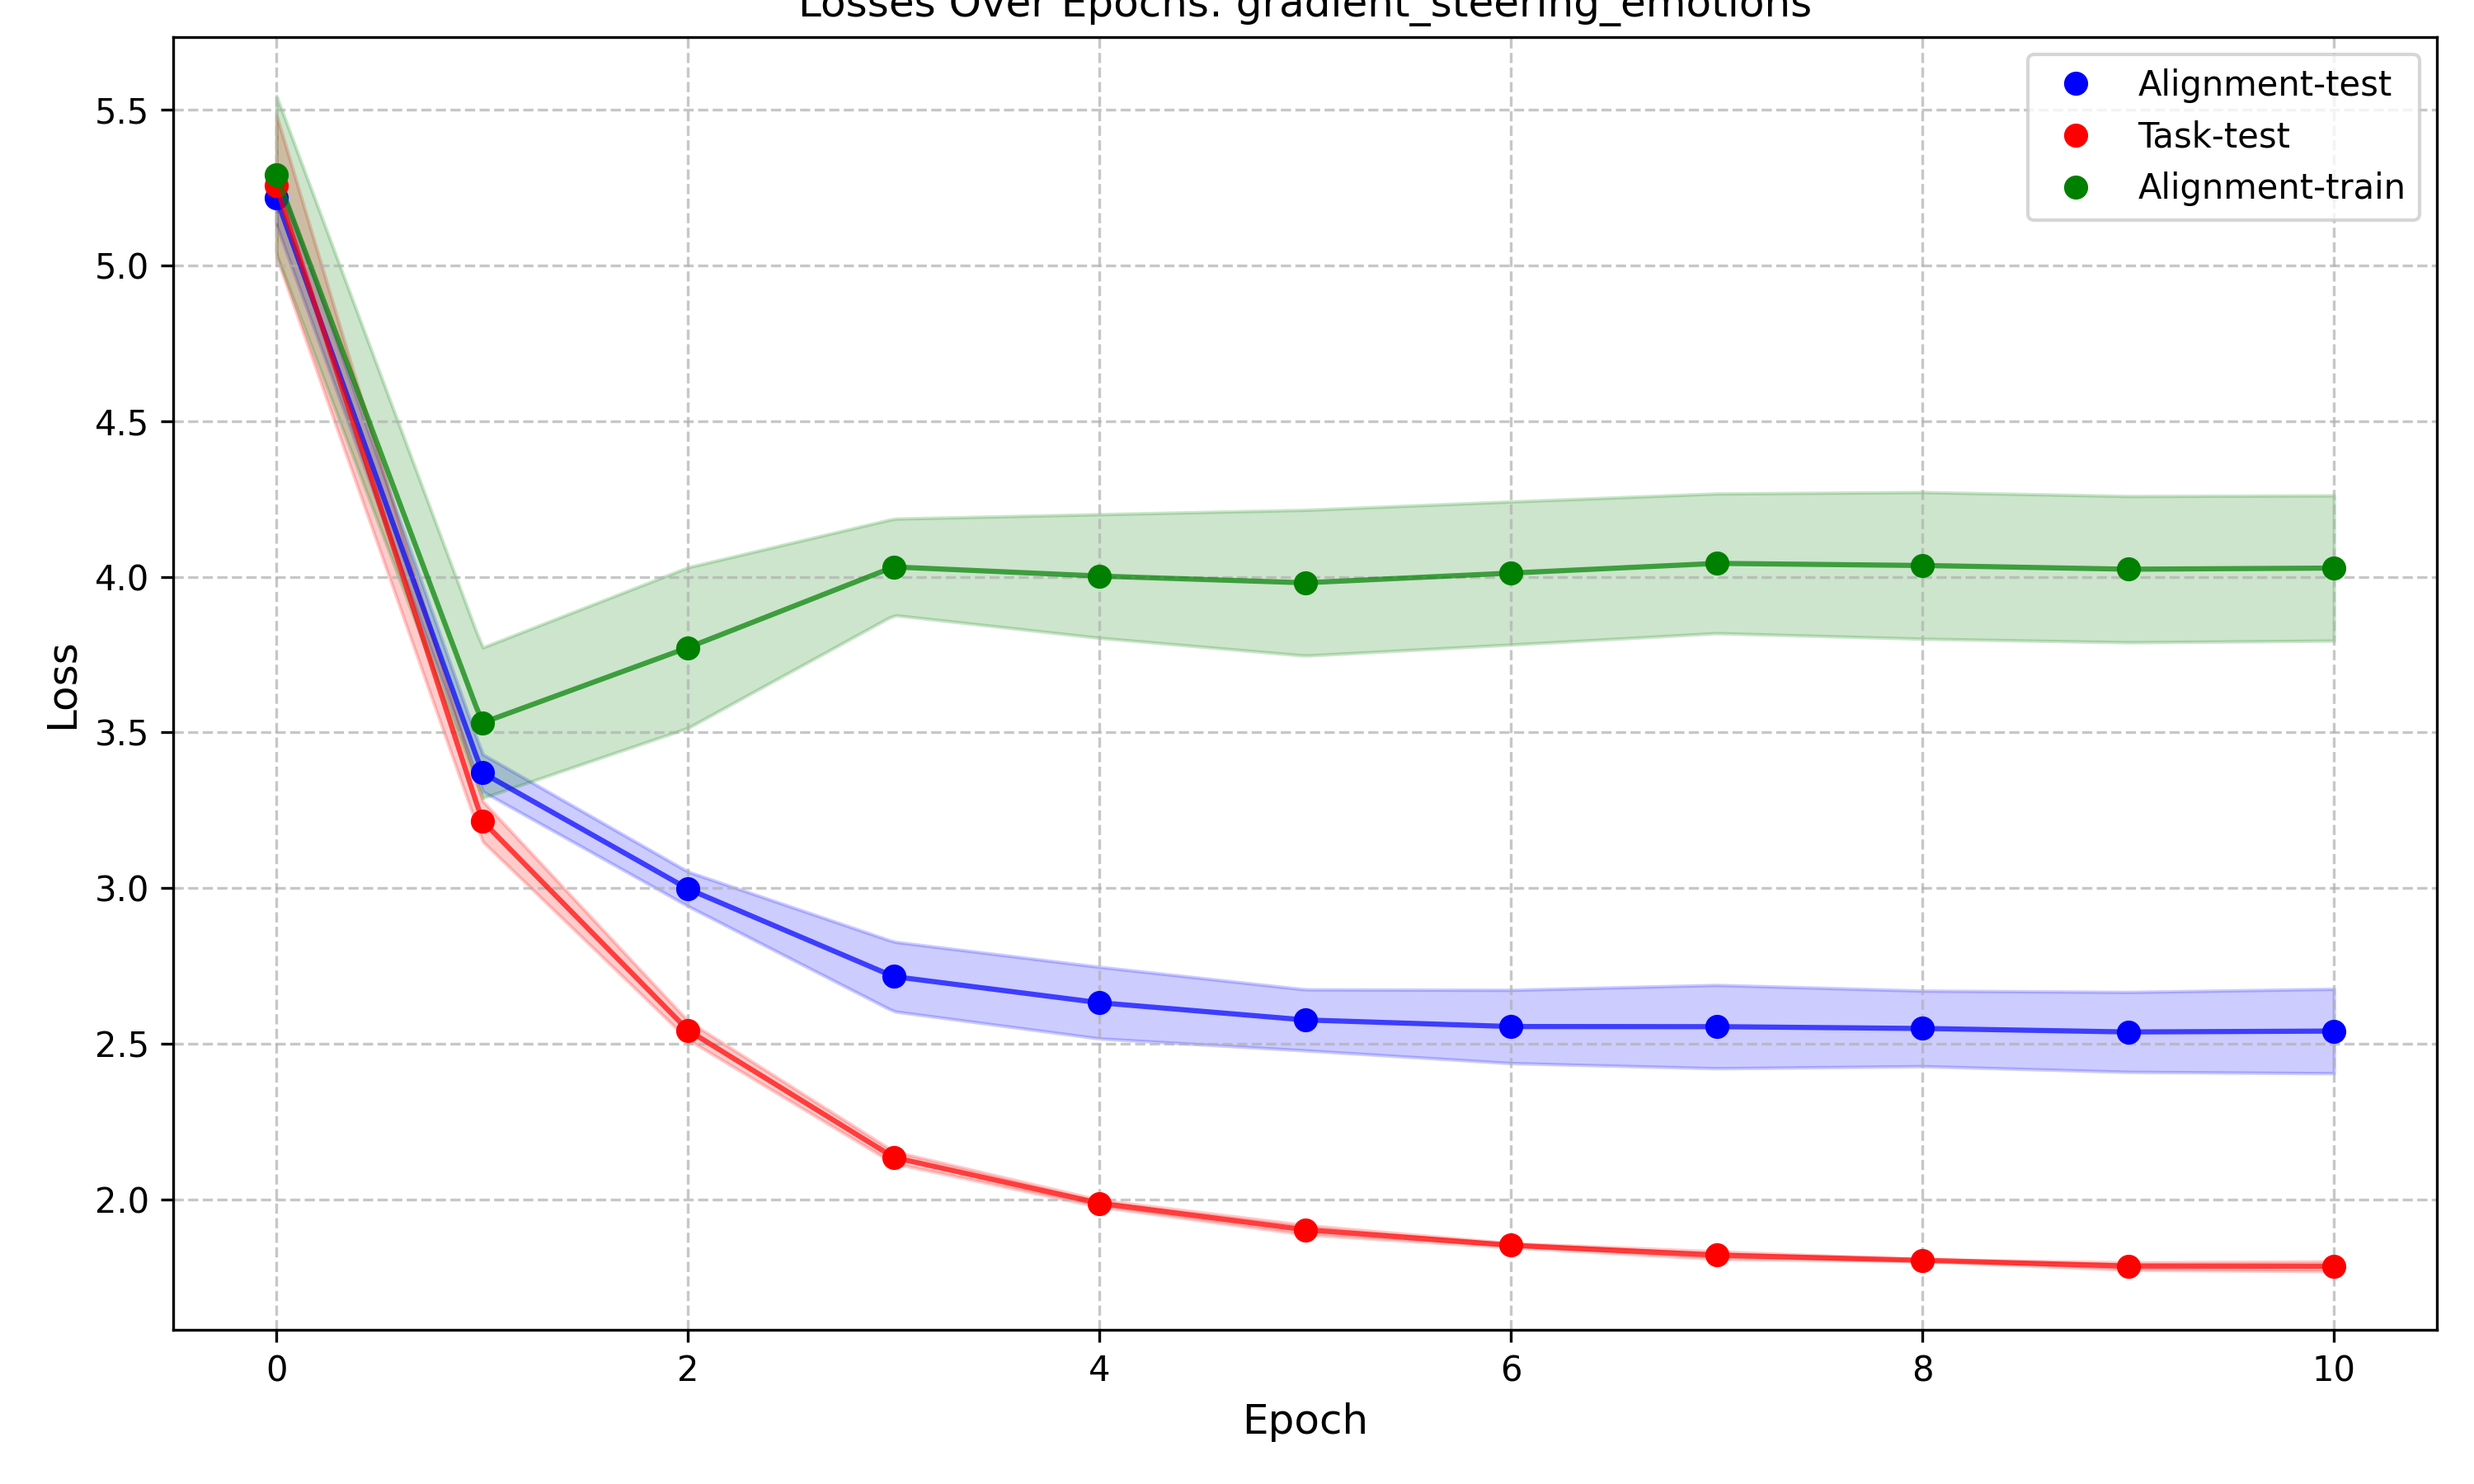 Losses Over Epochs: gradient_steering_emotions
5.5
5.0
4.5
4.0
3.5
3.0
2.5
2.0
Loss
Alignment-test
Task-test
Alignment-train
0 2 4 6 8 10
Epoch